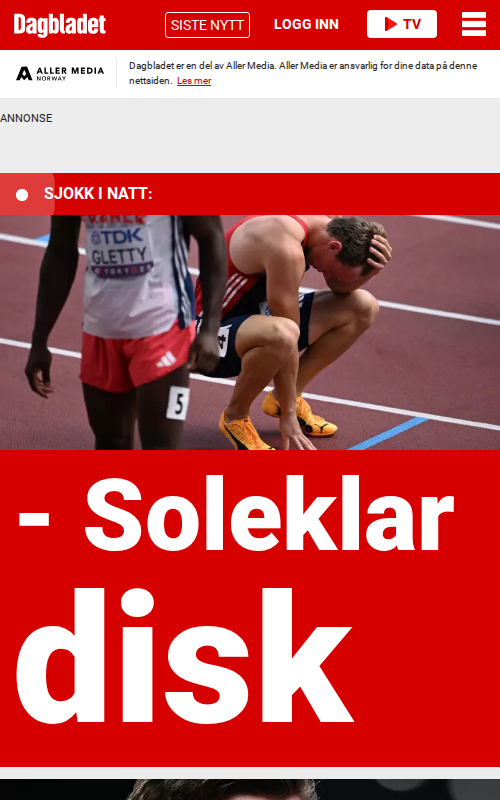 Dagbladet
SISTE NYTT
LOGG INN
TV
ALLER MEDIA
NORWAY
Dagbladet er en del av Aller Media. Aller Media er ansvarlig for dine data på denne
nettsiden. Les mer
ANNONSE
SJOKK I NATT:
TDK
GLETTY
TOKYO25
4
5
- Soleklar
disk